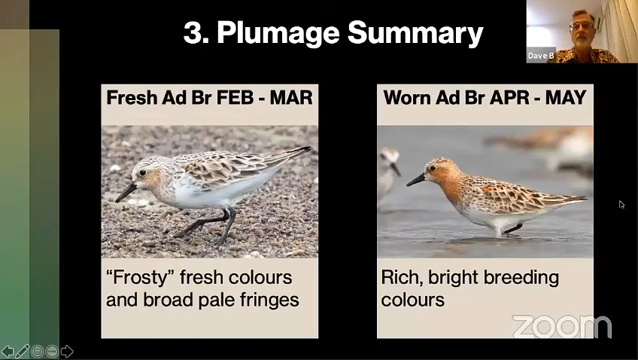 3. Plumage Summary
Dave B
Fresh Ad Br FEB - MAR
Worn Ad Br APR - MAY
“Frosty” fresh colours
and broad pale fringes
Rich, bright breeding
colours
zoom